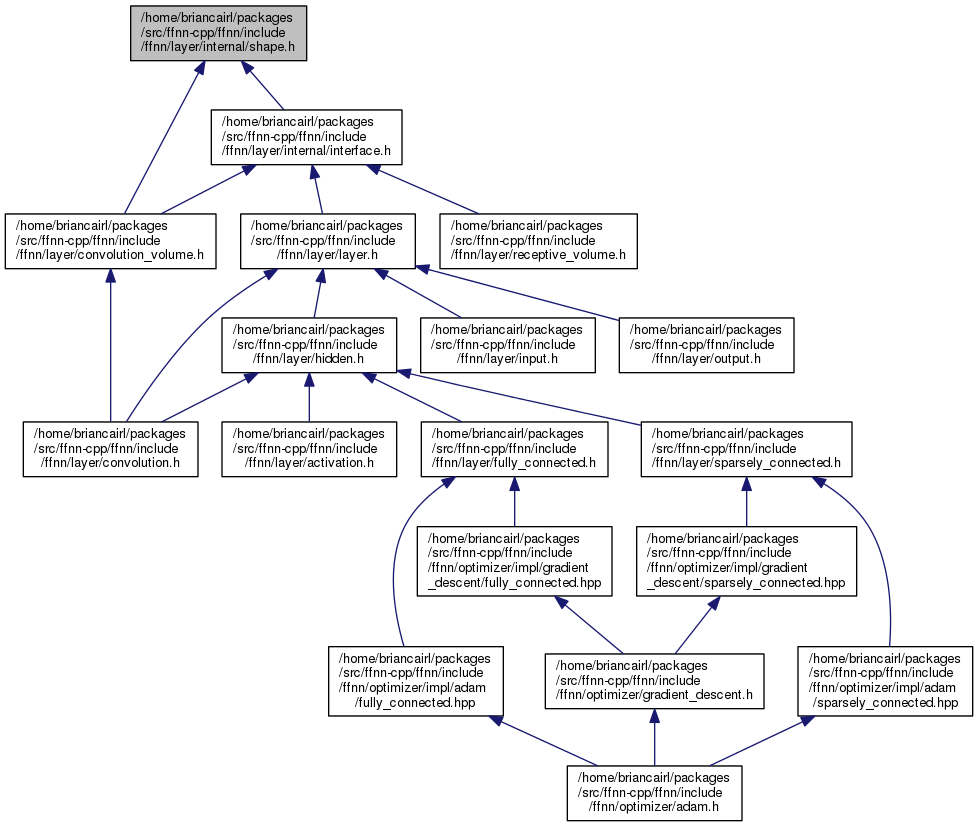 /home/briancairl/packages
/src/ffnn-cpp/ffnn/include
/ffnn/layer/internal/shape.h
/home/briancairl/packages
/src/ffnn-cpp/ffnn/include
/ffnn/layer/internal/interface.h
/home/briancairl/packages
/src/ffnn-cpp/ffnn/include
/ffnn/layer/convolution_volume.h
/home/briancairl/packages
/src/ffnn-cpp/ffnn/include
/ffnn/layer/layer.h
/home/briancairl/packages
/src/ffnn-cpp/ffnn/include
/ffnn/layer/receptive_volume.h
/home/briancairl/packages
/src/ffnn-cpp/ffnn/include
/ffnn/layer/hidden.h
/home/briancairl/packages
/src/ffnn-cpp/ffnn/include
/ffnn/layer/input.h
/home/briancairl/packages
/src/ffnn-cpp/ffnn/include
/ffnn/layer/output.h
/home/briancairl/packages
/src/ffnn-cpp/ffnn/include
/ffnn/layer/convolution.h
/home/briancairl/packages
/src/ffnn-cpp/ffnn/include
/ffnn/layer/activation.h
/home/briancairl/packages
/src/ffnn-cpp/ffnn/include
/ffnn/layer/fully_connected.h
/home/briancairl/packages
/src/ffnn-cpp/ffnn/include
/ffnn/layer/sparsely_connected.h
/home/briancairl/packages
/src/ffnn-cpp/ffnn/include
/ffnn/optimizer/impl/gradient
_descent/fully_connected.hpp
/home/briancairl/packages
/src/ffnn-cpp/ffnn/include
/ffnn/optimizer/impl/gradient
_descent/sparsely_connected.hpp
/home/briancairl/packages
/src/ffnn-cpp/ffnn/include
/ffnn/optimizer/impl/adam
/fully_connected.hpp
/home/briancairl/packages
/src/ffnn-cpp/ffnn/include
/ffnn/optimizer/gradient_descent.h
/home/briancairl/packages
/src/ffnn-cpp/ffnn/include
/ffnn/optimizer/impl/adam
/sparsely_connected.hpp
/home/briancairl/packages
/src/ffnn-cpp/ffnn/include
/ffnn/optimizer/adam.h